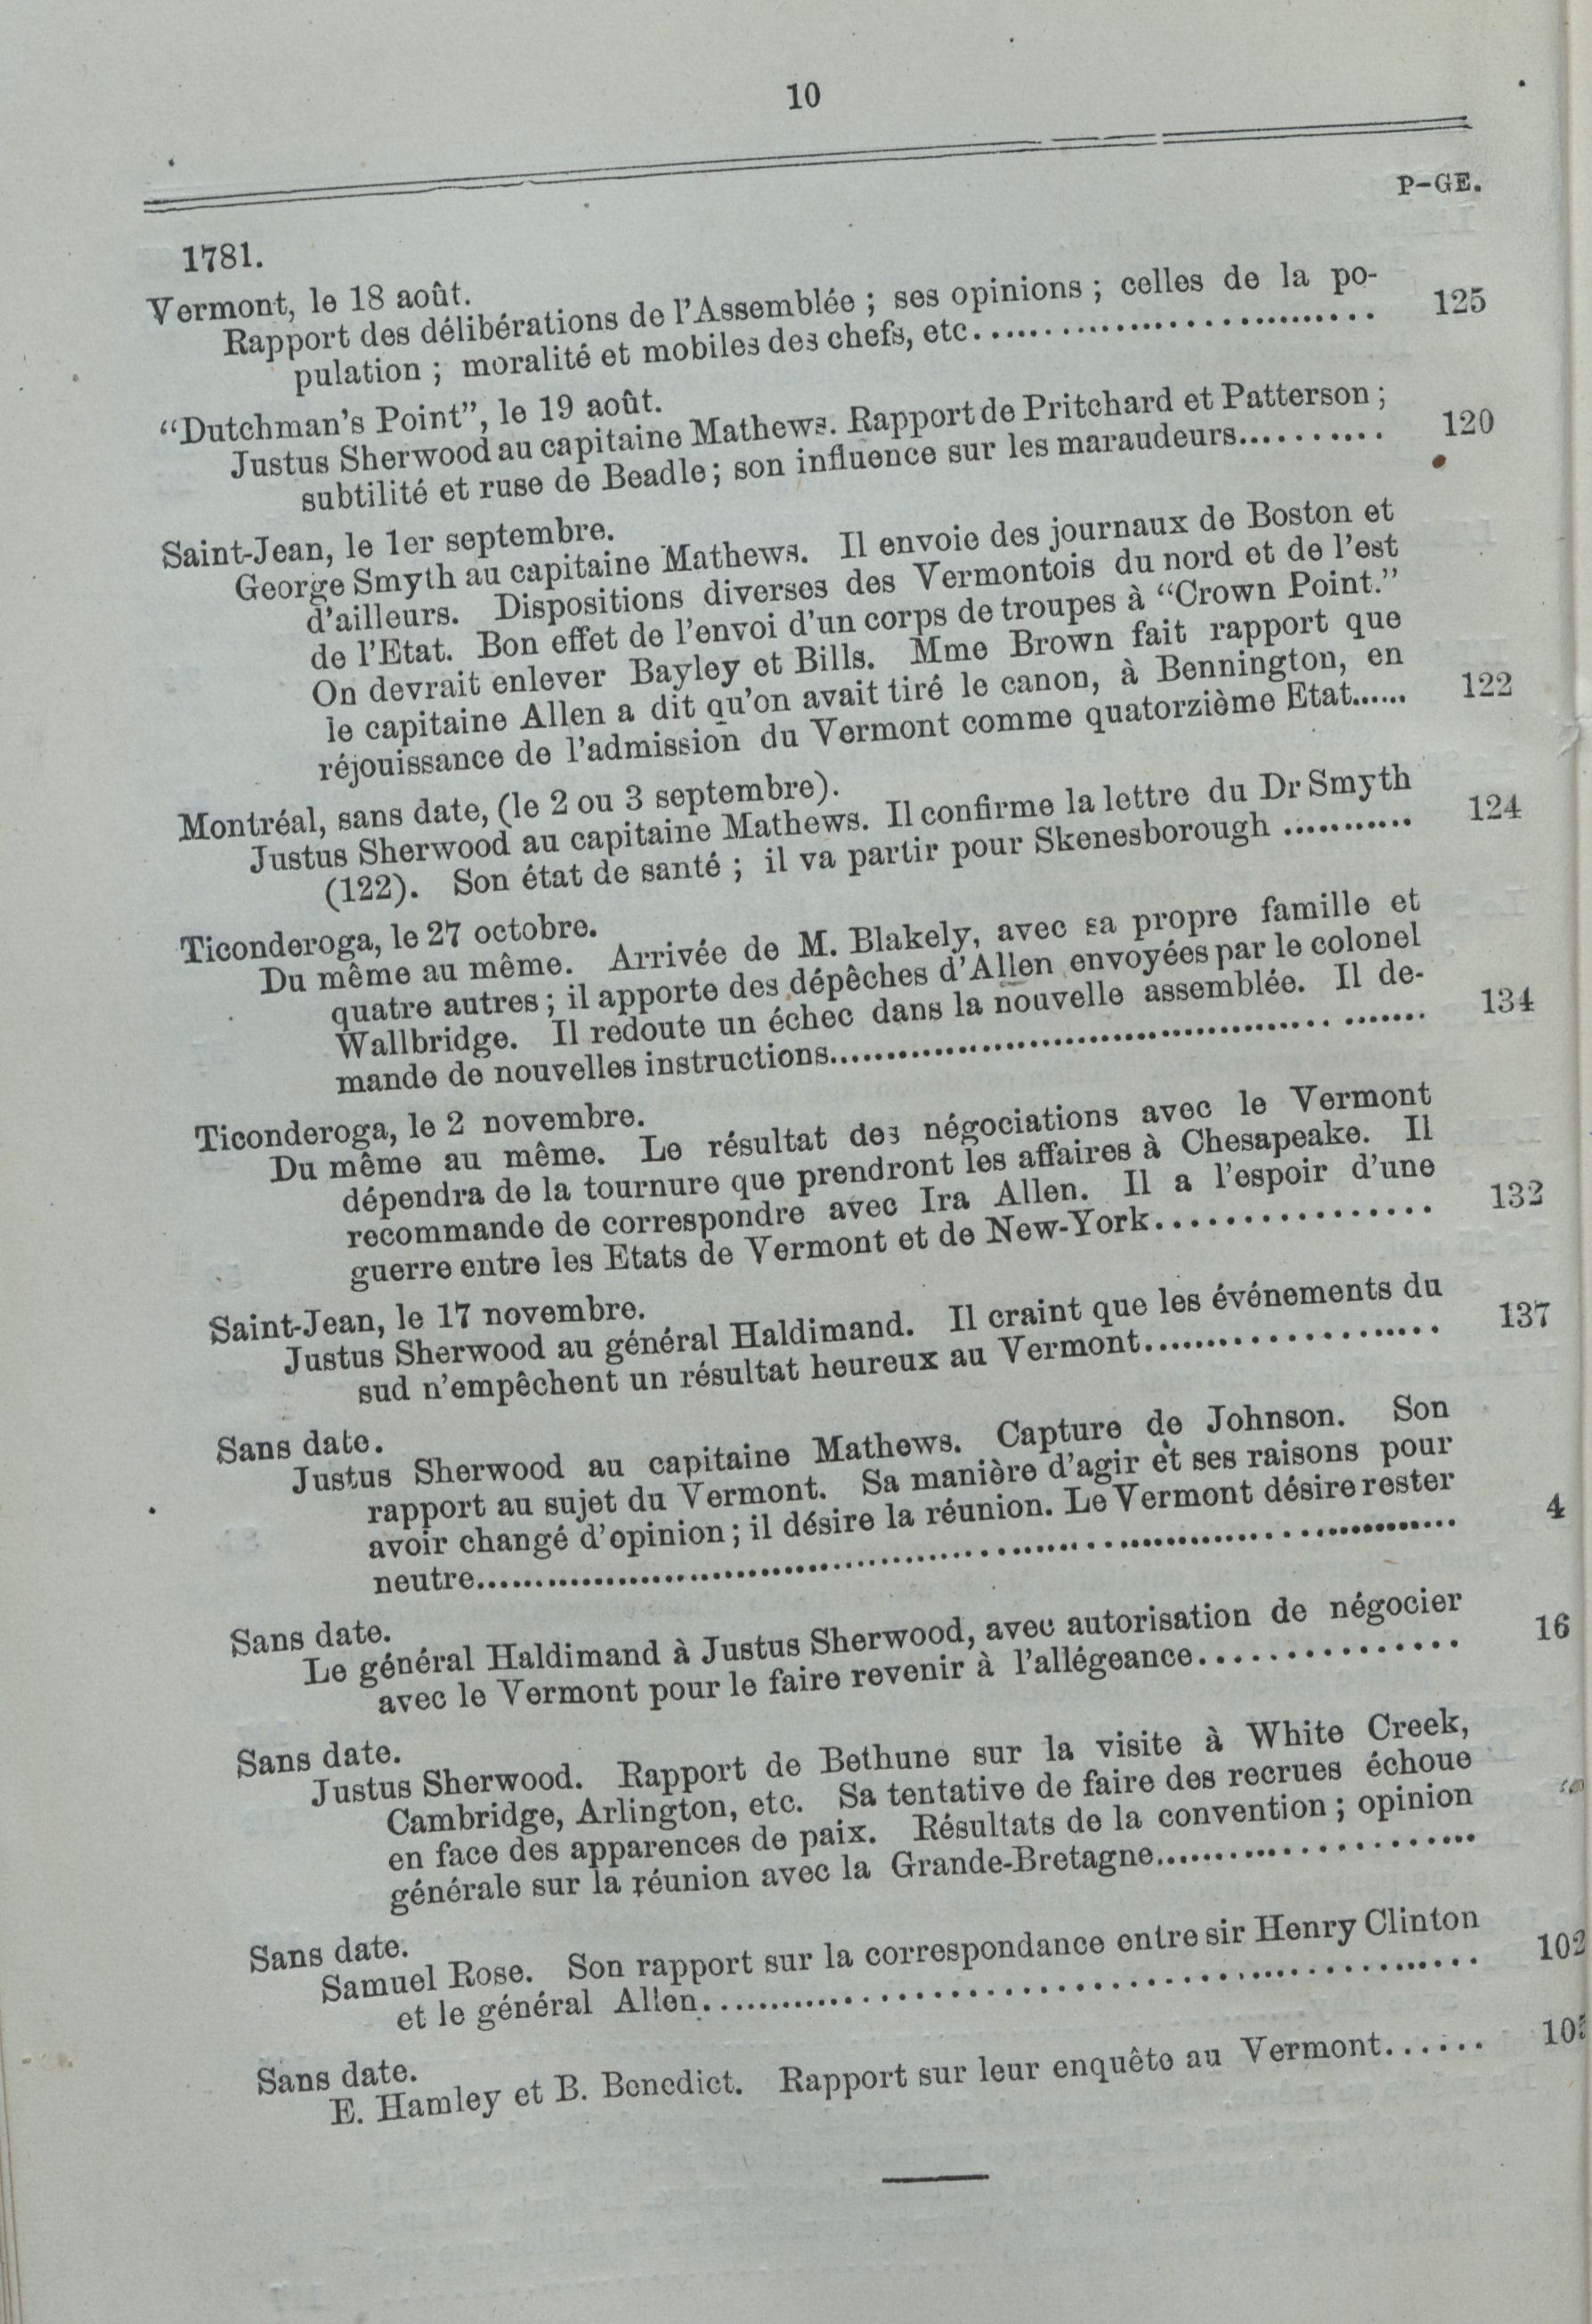 10
P-GE.
1781.
Vermont, le 18 août.
Rapport des délibérations de l'Assemblée ; ses opinions ; celles de la po-
pulation ; moralité et mobiles des chefs, etc............................ 125
“Dutchman's Point”, le 19 août.
Justus Sherwood au capitaine Mathews. Rapport de Pritchard et Patterson ;
subtilité et ruse de Beadle ; son influence sur les maraudeurs.......... 120
Saint-Jean, le 1er septembre.
George Smyth au capitaine Mathews. Il envoie des journaux de Boston et
d'ailleurs. Dispositions diverses des Vermontois du nord et de l'est
de l'Etat. Bon effet de l'envoi d'un corps de troupes à “Crown Point.”
On devrait enlever Bayley et Bills. Mme Brown fait rapport que
le capitaine Allen a dit qu'on avait tiré le canon, à Bennington, en
réjouissance de l'admission du Vermont comme quatorzième Etat...... 122
Montréal, sans date, (le 2 ou 3 septembre).
Justus Sherwood au capitaine Mathews. Il confirme la lettre du Dr Smyth
(122). Son état de santé ; il va partir pour Skenesborough ........... 124
Ticonderoga, le 27 octobre.
Du même au même. Arrivée de M. Blakely, avec sa propre famille et
quatre autres ; il apporte des dépêches d'Allen envoyées par le colonel
Wallbridge. Il redoute un échec dans la nouvelle assemblée. Il de-
mande de nouvelles instructions................................................ 134
Ticonderoga, le 2 novembre.
Du même au même. Le résultat des négociations avec le Vermont
dépendra de la tournure que prendront les affaires à Chesapeake. Il
recommande de correspondre avec Ira Allen. Il a l'espoir d'une
guerre entre les Etats de Vermont et de New-York................ 132
Saint-Jean, le 17 novembre.
Justus Sherwood au général Haldimand. Il craint que les événements du
sud n'empêchent un résultat heureux au Vermont...................... 137
Sans date.
Justus Sherwood au capitaine Mathews. Capture de Johnson. Son
rapport au sujet du Vermont. Sa manière d'agir et ses raisons pour
avoir changé d'opinion ; il désire la réunion. Le Vermont désire rester
neutre.............................................................................. 4
Sans date.
Le général Haldimand à Justus Sherwood, avec autorisation de négocier
avec le Vermont pour le faire revenir à l'allégeance............... 16
Sans date.
Justus Sherwood. Rapport de Bethune sur la visite à White Creek,
Cambridge, Arlington, etc. Sa tentative de faire des recrues échoue
en face des apparences de paix. Résultats de la convention ; opinion
générale sur la réunion avec la Grande-Bretagne.......................
Sans date.
Samuel Rose. Son rapport sur la correspondance entre sir Henry Clinton
et le général Allen...................................................... 102
Sans date.
E. Hamley et B. Benedict. Rapport sur leur enquête au Vermont......